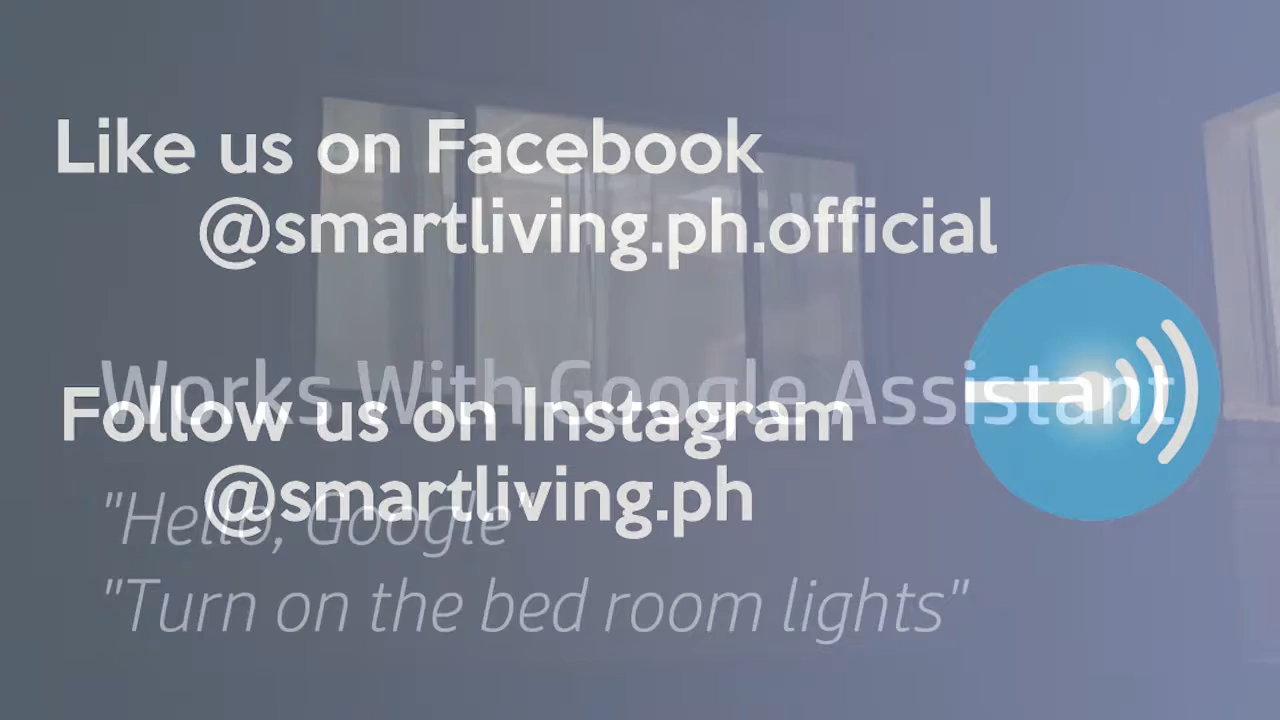 Like us on Facebook
@smartliving.ph.official
Works With Google Assistant
Follow us on Instagram
@smartliving.ph
"Hello, Google"
"Turn on the bed room lights"